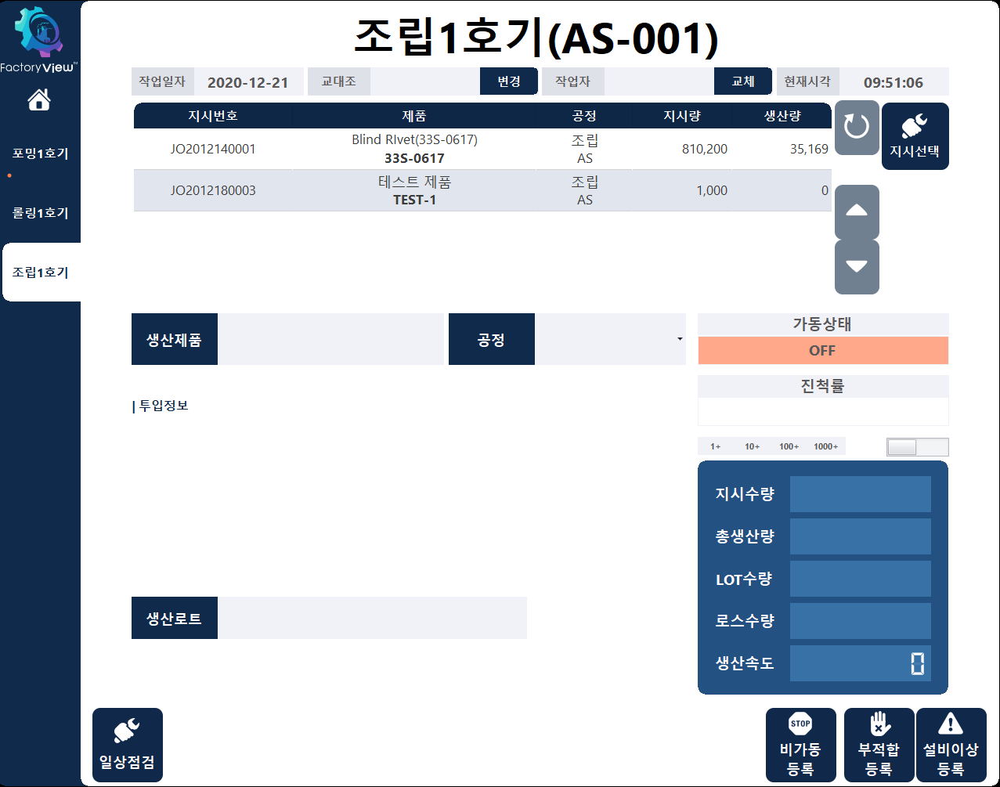 조립1호기(AS-001)
FactoryView™
작업일자 2020-12-21 교대조 변경 작업자 교체 현재시각 09:51:06
지시번호 제품 공정 지시량 생산량
JO2012140001 Blind RIvet(33S-0617) 조립 810,200 35,169
33S-0617 AS
JO2012180003 테스트 제품 조립 1,000 0
TEST-1 AS
지시선택
포밍1호기
롤링1호기
조립1호기
생산제품 공정
가동상태
OFF
진척률
| 투입정보
1+ 10+ 100+ 1000+
지시수량
총생산량
LOT수량
로스수량
생산속도 0
생산로트
일상점검
STOP
비가동
등록
부적합
등록
설비이상
등록